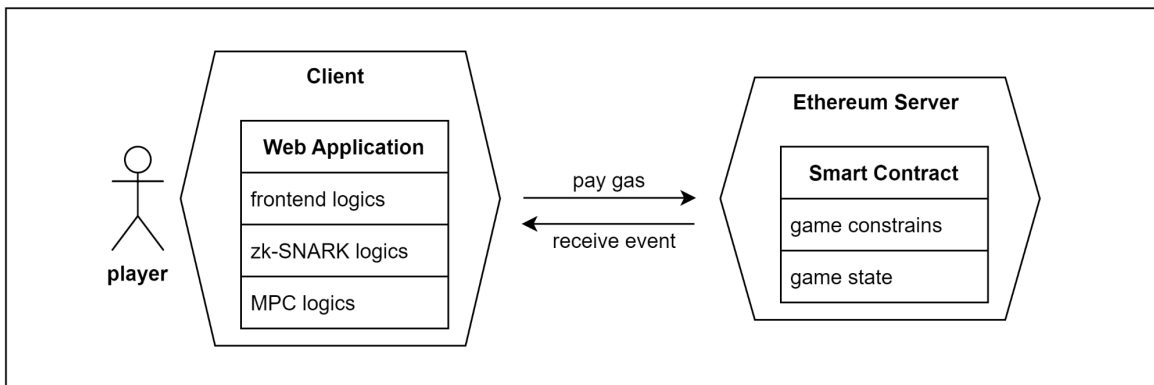 Client
Web Application
frontend logics
zk-SNARK logics
MPC logics
player
pay gas
receive event
Ethereum Server
Smart Contract
game constrains
game state